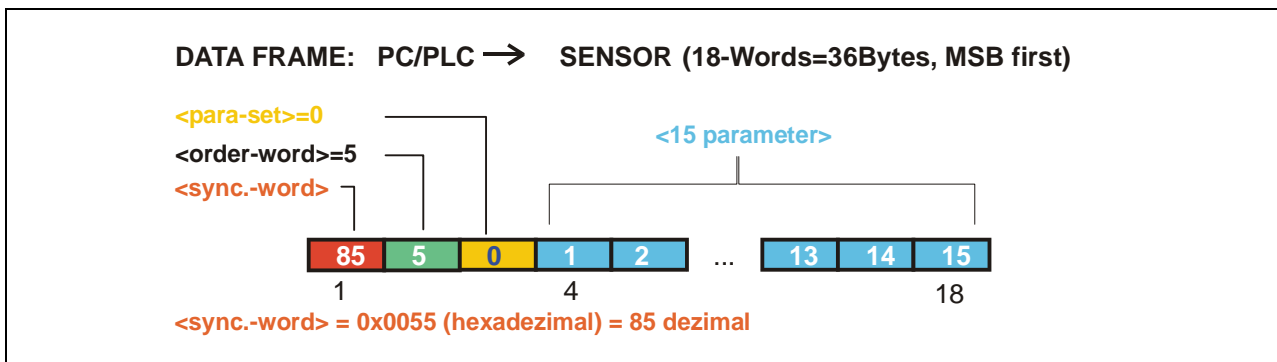 DATA FRAME: PC/PLC → SENSOR (18-Words=36Bytes, MSB first)
<para-set>=0
<15 parameter>
<order-word>=5
<sync.-word>
85 5 0 1 2 ... 13 14 15
1 4 18
<sync.-word> = 0x0055 (hexadezimal) = 85 dezimal